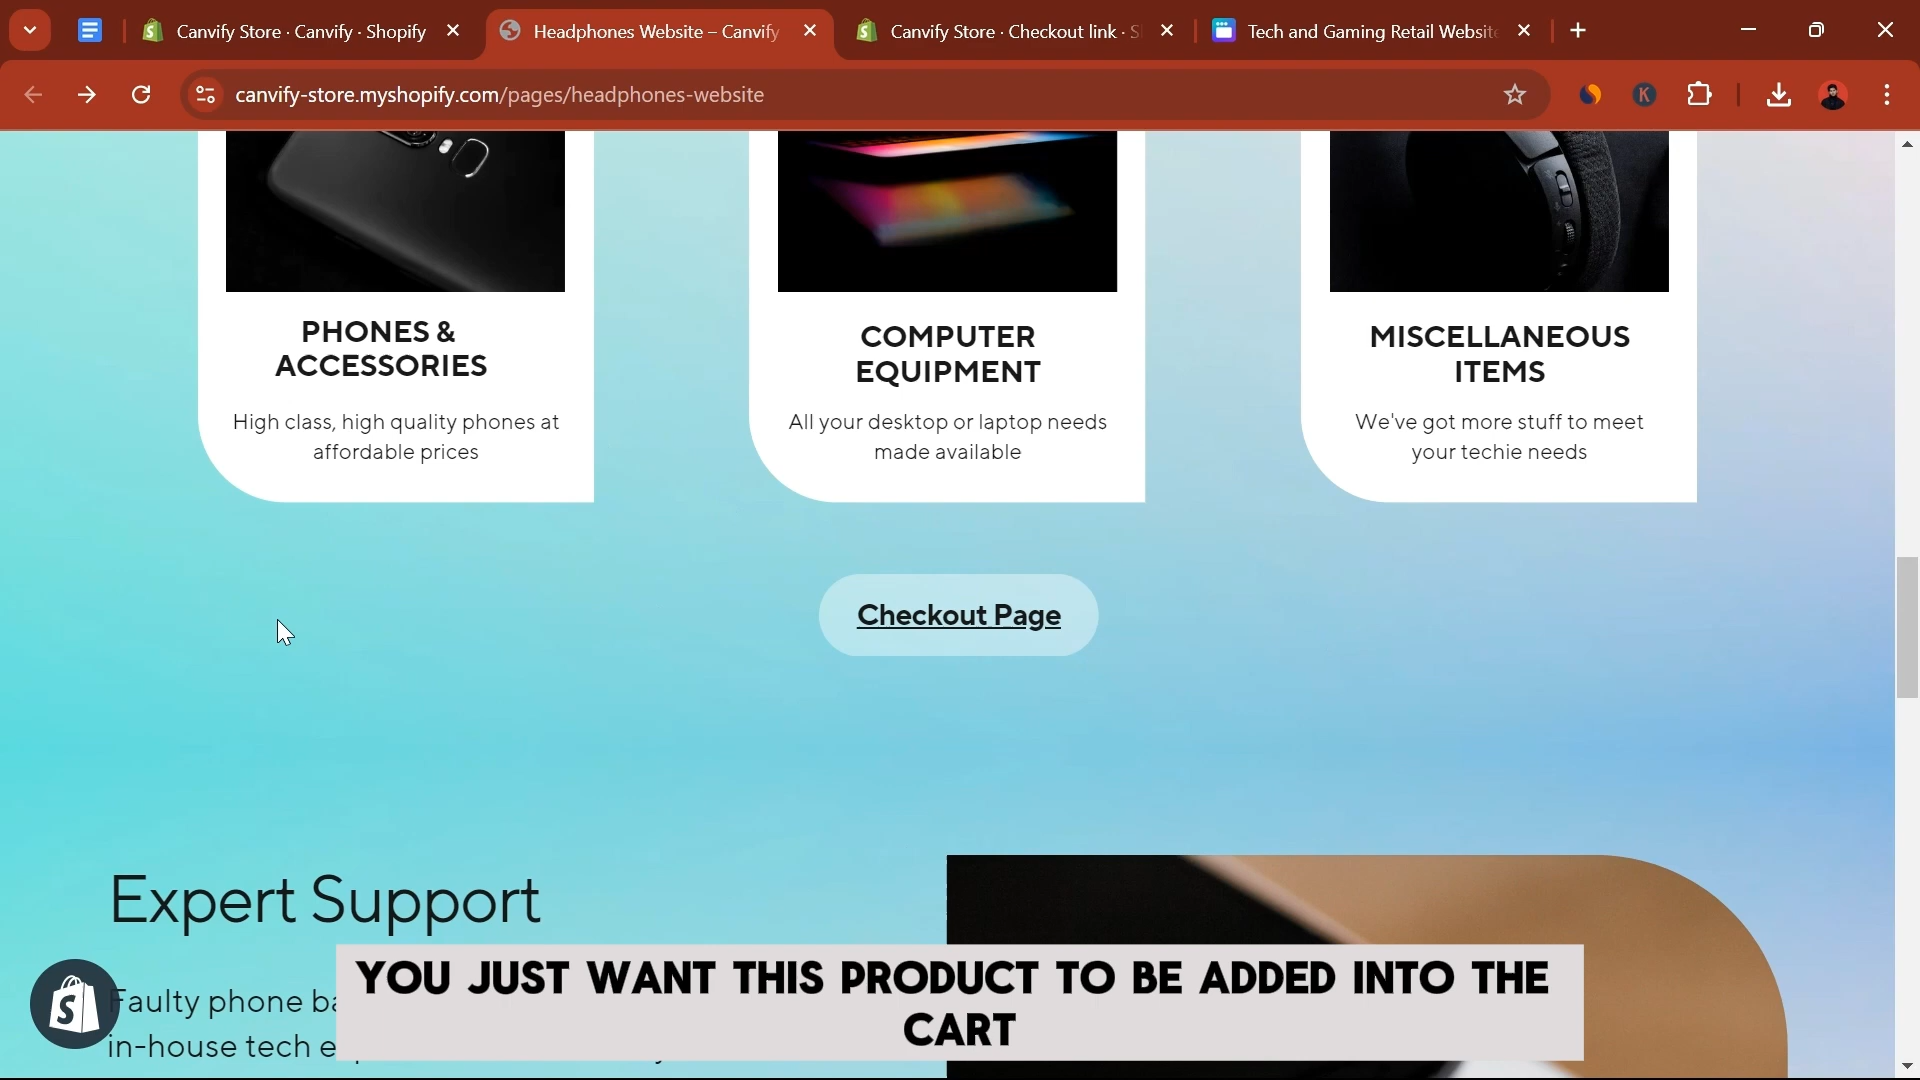 Canvify Store · Canvify · Shopify
Headphones Website – Canvify
Canvify Store · Checkout link · S
Tech and Gaming Retail Website
canvify-store.myshopify.com/pages/headphones-website
K
PHONES &
ACCESSORIES
High class, high quality phones at
affordable prices
COMPUTER
EQUIPMENT
All your desktop or laptop needs
made available
MISCELLANEOUS
ITEMS
We've got more stuff to meet
your techie needs
Checkout Page
Expert Support
Faulty phone
in-house tech
YOU JUST WANT THIS PRODUCT TO BE ADDED INTO THE
CART